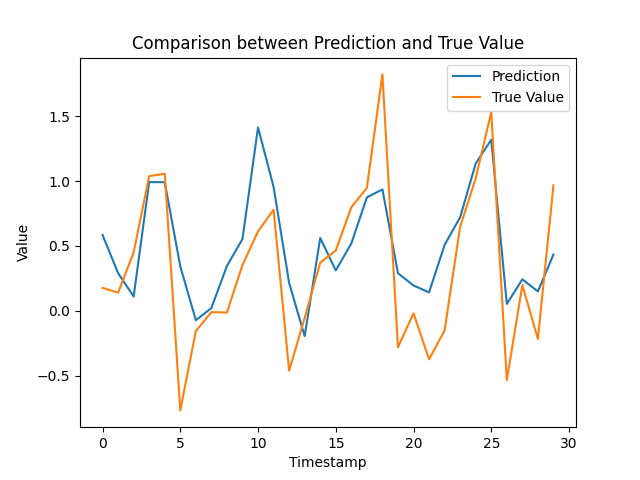 Comparison between Prediction and True Value
Prediction
True Value
Value
1.5
1.0
0.5
0.0
−0.5
0 5 10 15 20 25 30
Timestamp